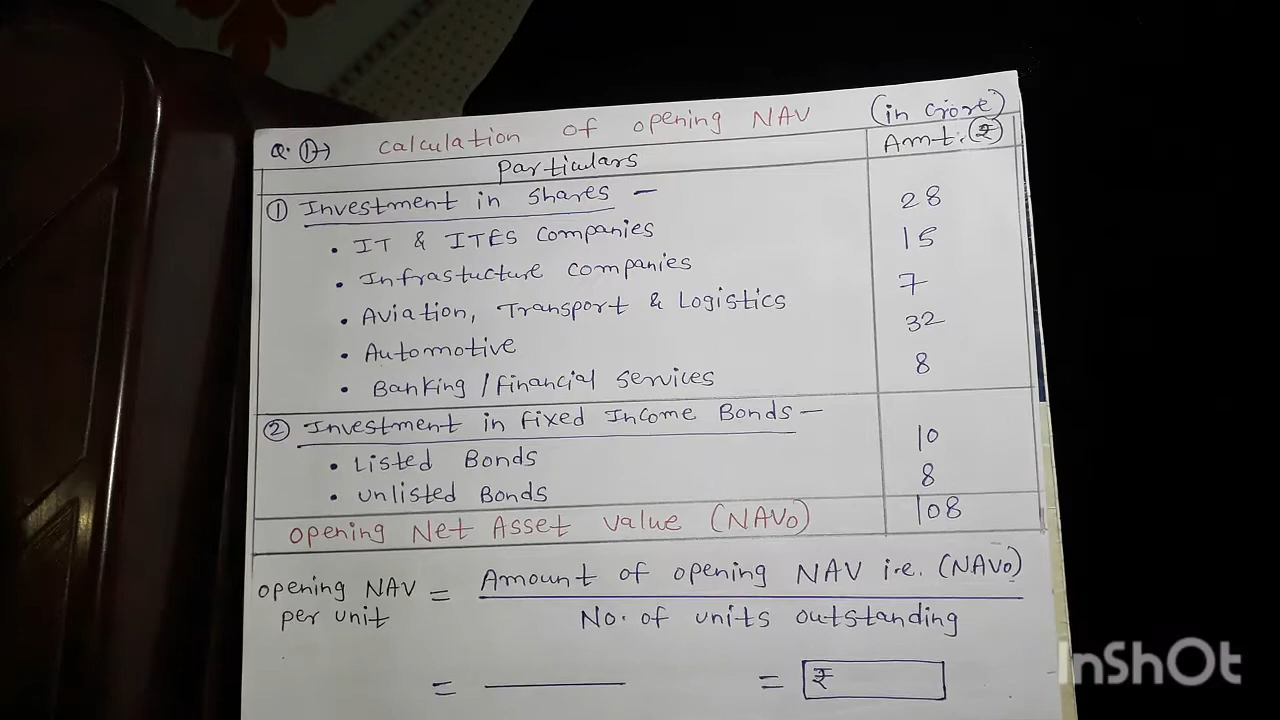 Q. ① → Calculation of opening NAV (in crore)
Particulars Amt. (₹)
① Investment in shares - 28
• IT & ITES Companies 15
• Infrastucture companies 7
• Aviation, Transport & Logistics 32
• Automotive 8
• Banking / financial services
② Investment in fixed Income Bonds - 10
• Listed Bonds 8
• unlisted Bonds
opening Net Asset value (NAV₀) 108
opening NAV per unit = Amount of opening NAV i.e. (NAV₀)
No. of units outstanding
= ______ = ₹
InShOt